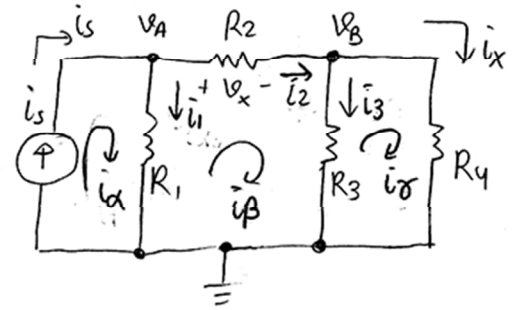 is vA R2 vB ix
+ vx - i2
is i1 i3
iα R1 iβ R3 iγ R4